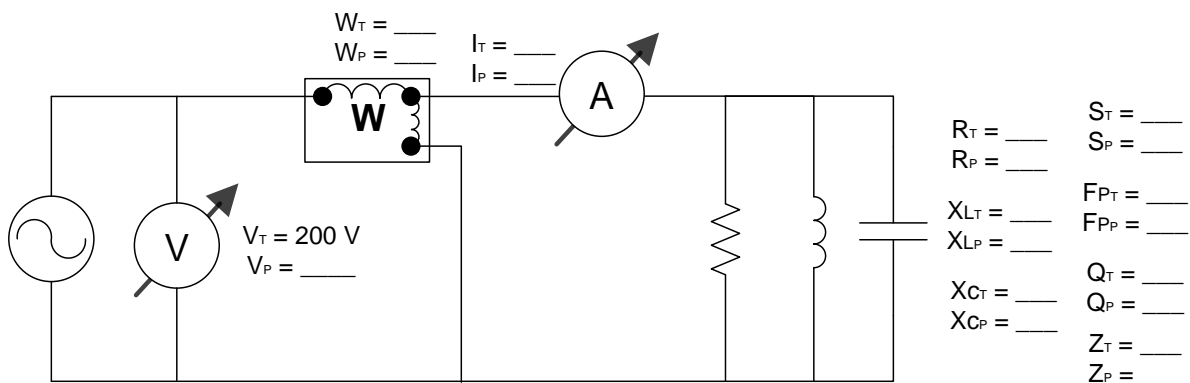 WT = ___
WP = ___
IT = ___
IP = ___
W
A
V
VT = 200 V
VP = ____
RT = ___
RP = ___
XLT = ___
XLP = ___
XCT = ___
XCP = ___
ST = ___
SP = ___
FPT = ___
FPP = ___
QT = ___
QP = ___
ZT = ___
ZP =